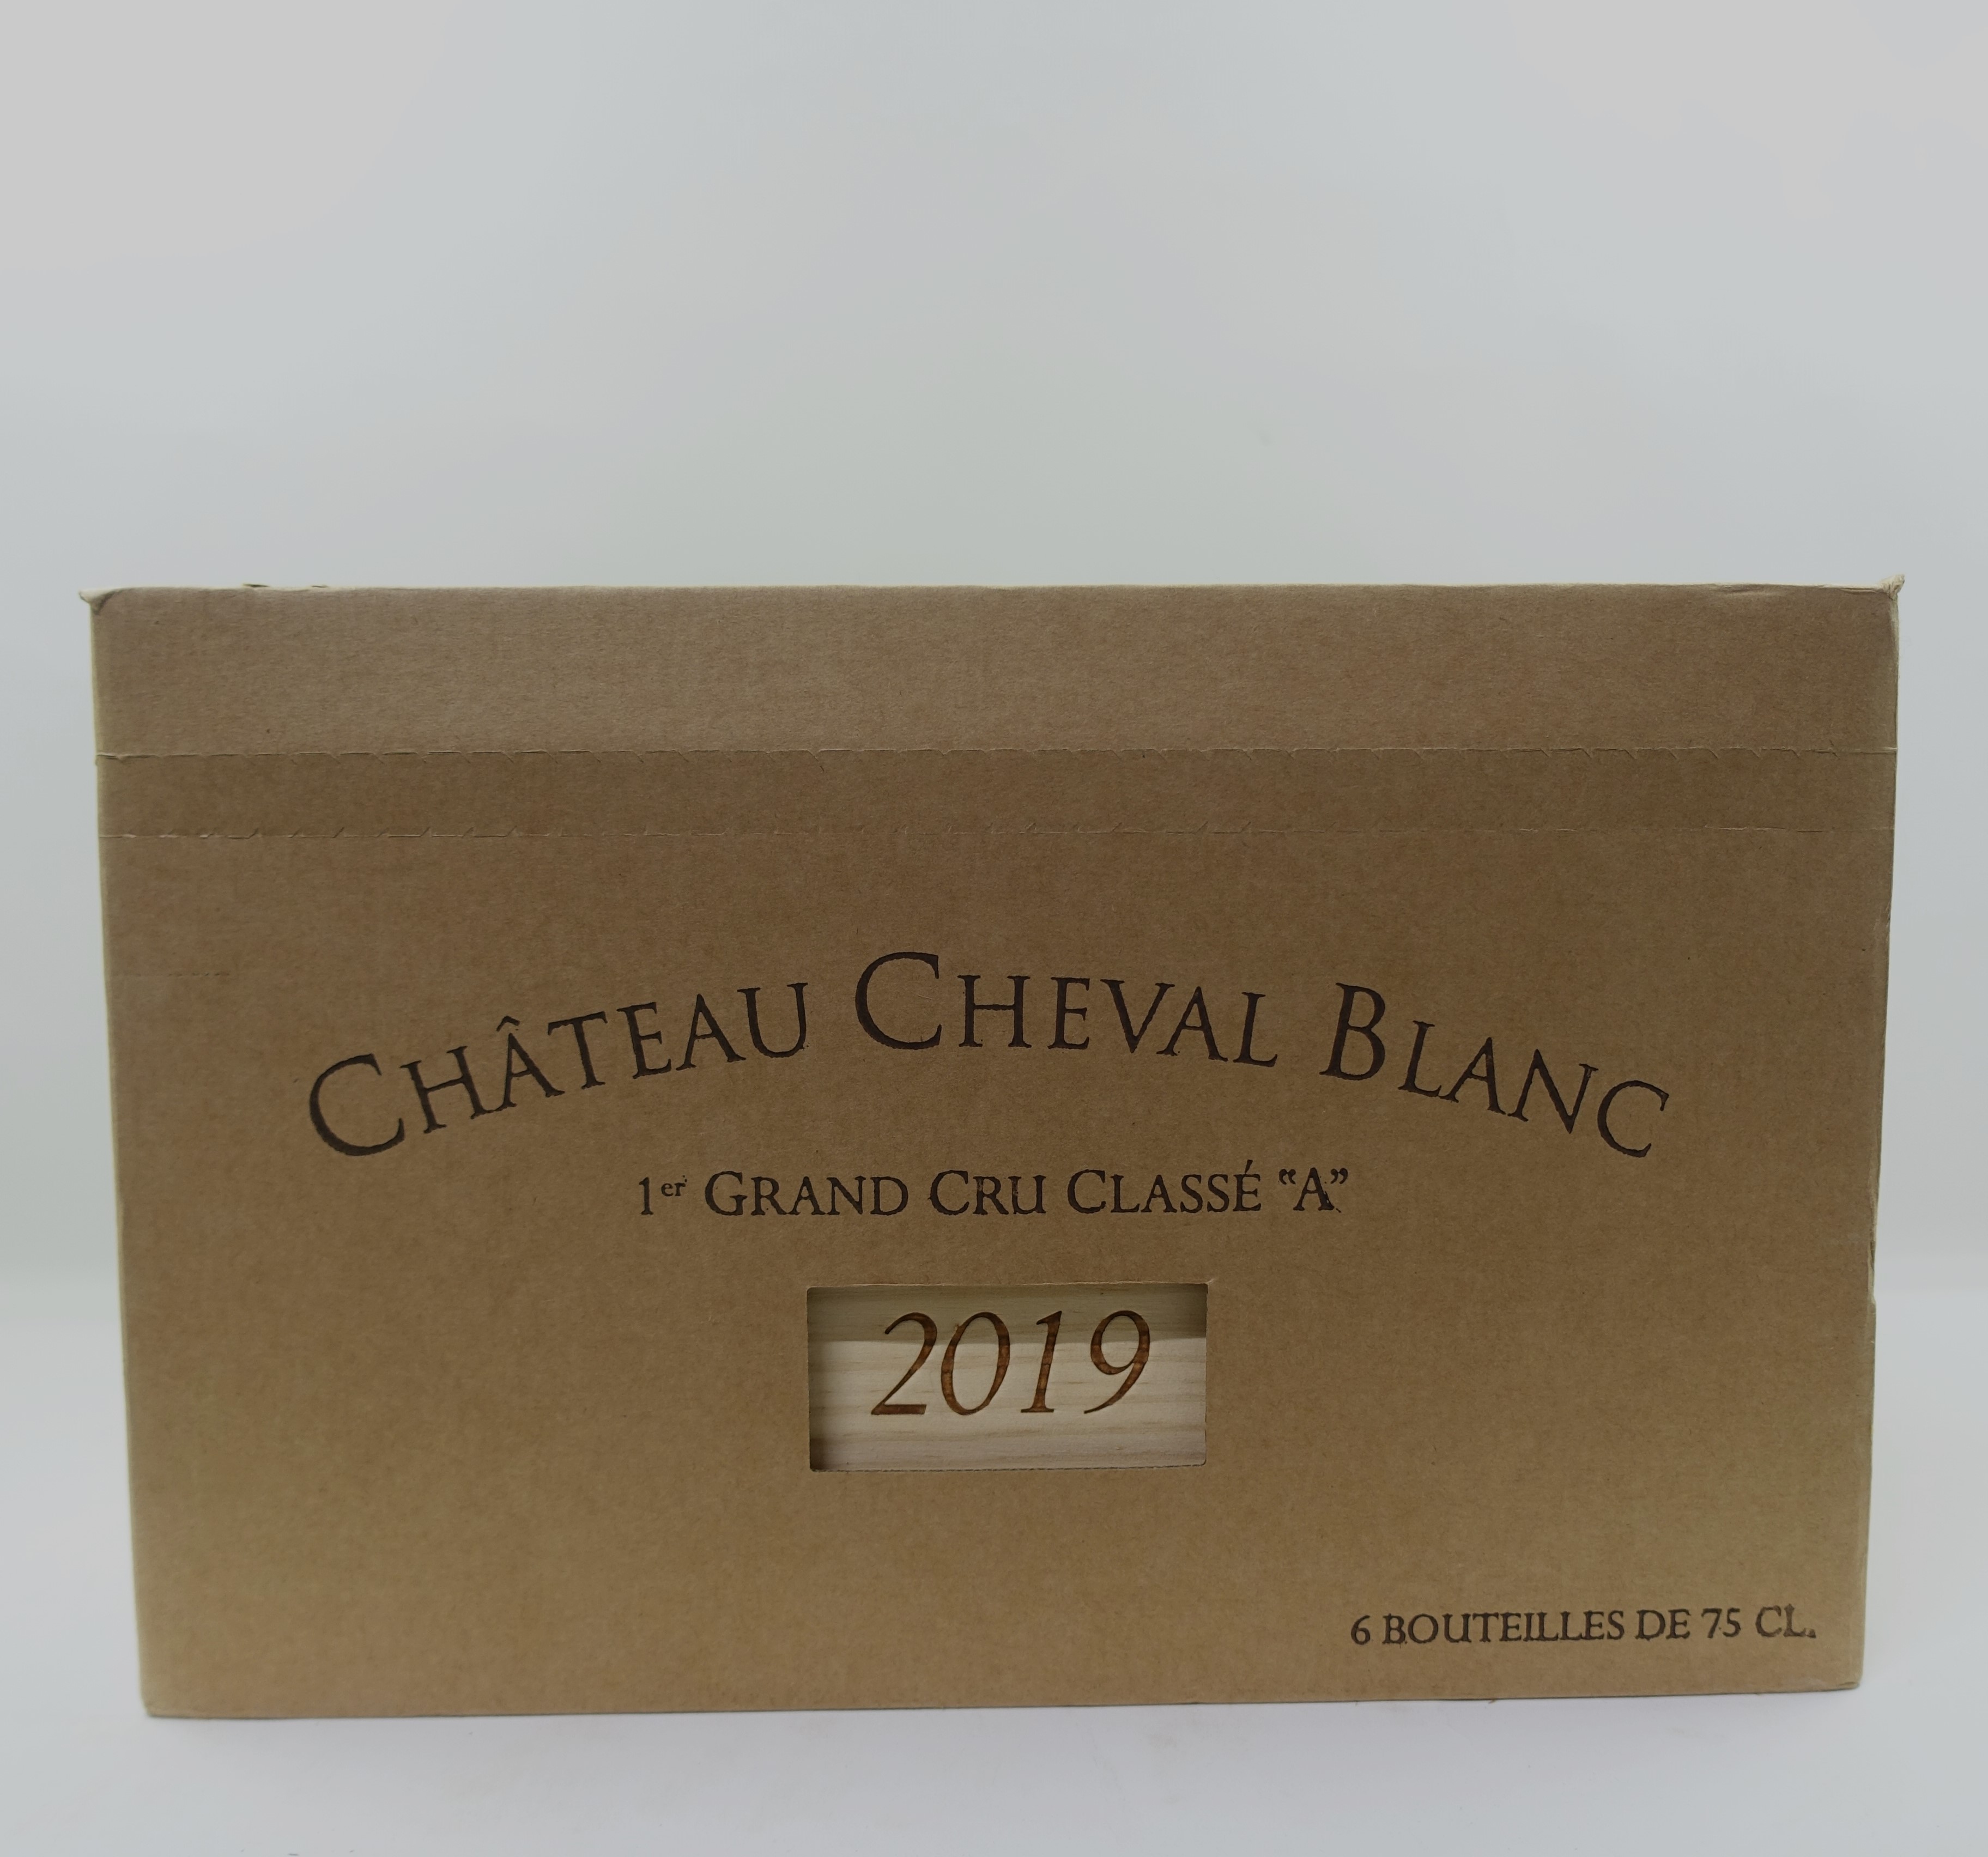 CHÂTEAU CHEVAL BLANC
1er GRAND CRU CLASSÉ “A”
2019
6 BOUTEILLES DE 75 CL.